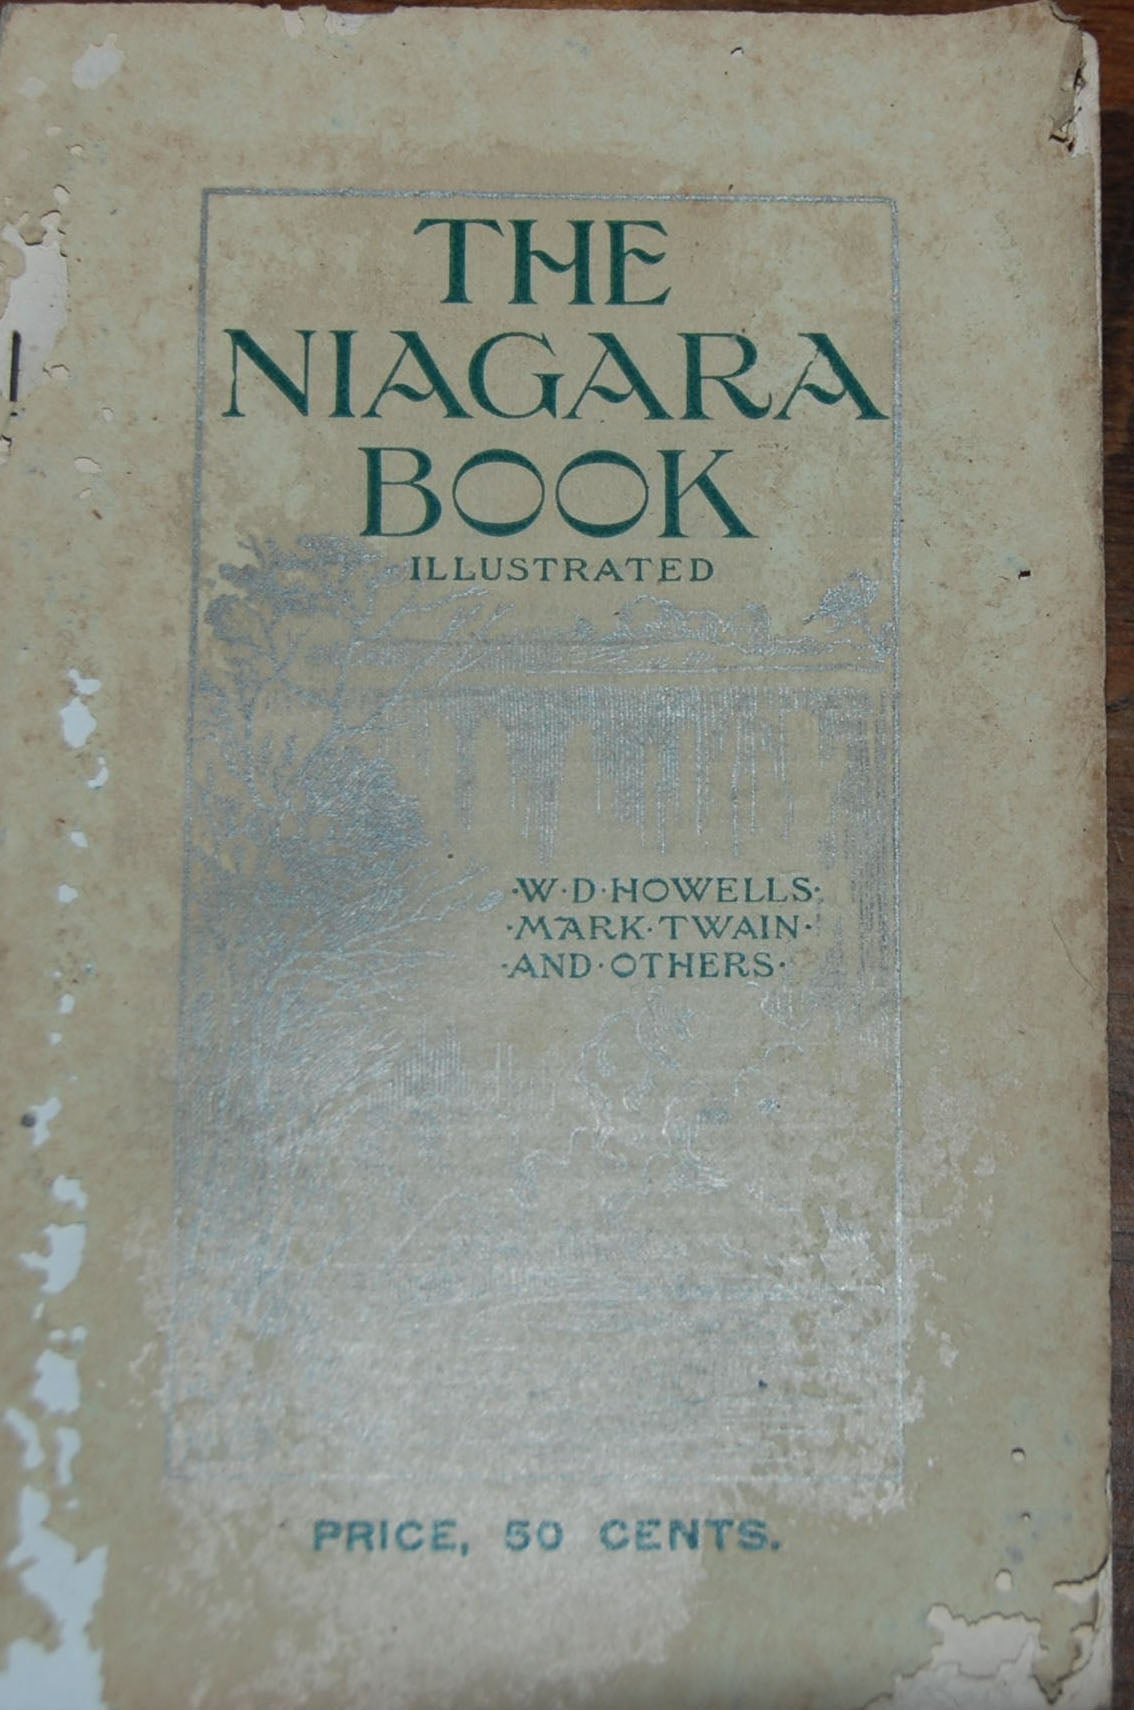 THE
NIAGARA
BOOK
ILLUSTRATED
·W·D·HOWELLS·
·MARK·TWAIN·
·AND·OTHERS·
PRICE, 50 CENTS.